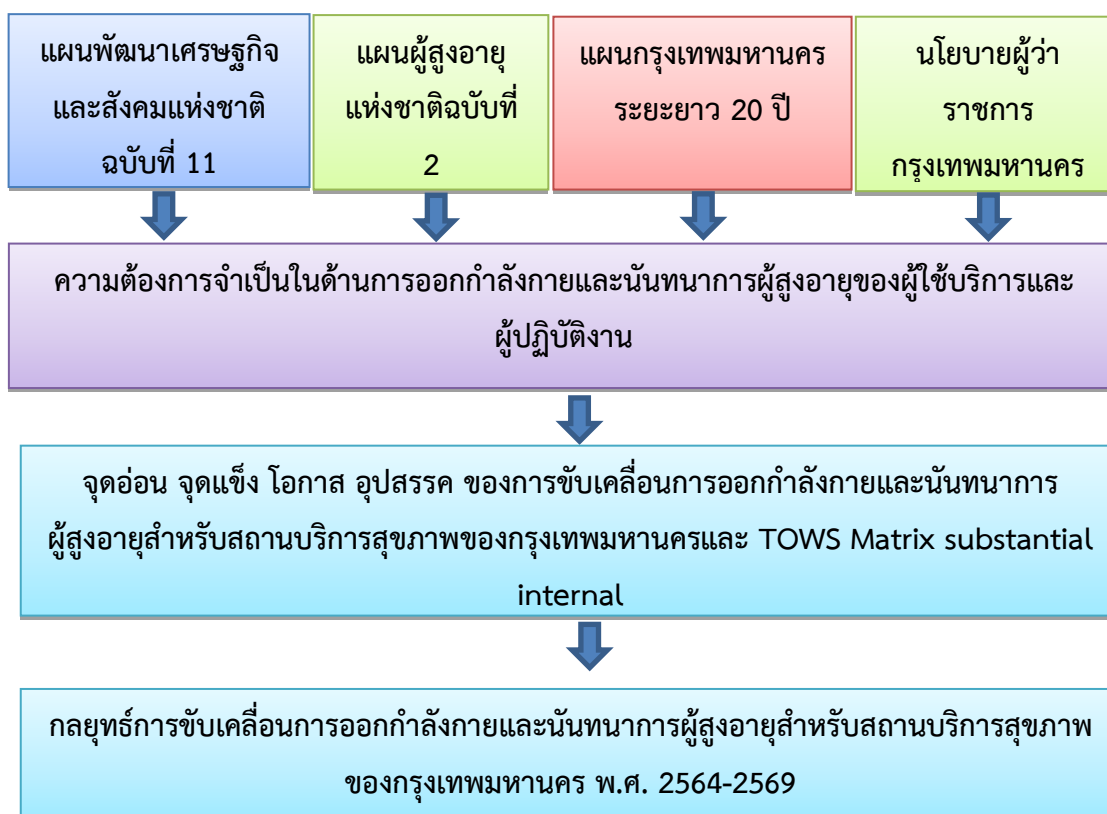 แผนพัฒนาเศรษฐกิจ
และสังคมแห่งชาติ
ฉบับที่ 11
แผนผู้สูงอายุ
แห่งชาติฉบับที่
2
แผนกรุงเทพมหานคร
ระยะยาว 20 ปี
นโยบายผู้ว่า
ราชการ
กรุงเทพมหานคร
ความต้องการจำเป็นในด้านการออกกำลังกายและนันทนาการผู้สูงอายุของผู้ใช้บริการและ
ผู้ปฏิบัติงาน
จุดอ่อน จุดแข็ง โอกาส อุปสรรค ของการขับเคลื่อนการออกกำลังกายและนันทนาการ
ผู้สูงอายุสำหรับสถานบริการสุขภาพของกรุงเทพมหานครและ TOWS Matrix substantial
internal
กลยุทธ์การขับเคลื่อนการออกกำลังกายและนันทนาการผู้สูงอายุสำหรับสถานบริการสุขภาพ
ของกรุงเทพมหานคร พ.ศ. 2564-2569